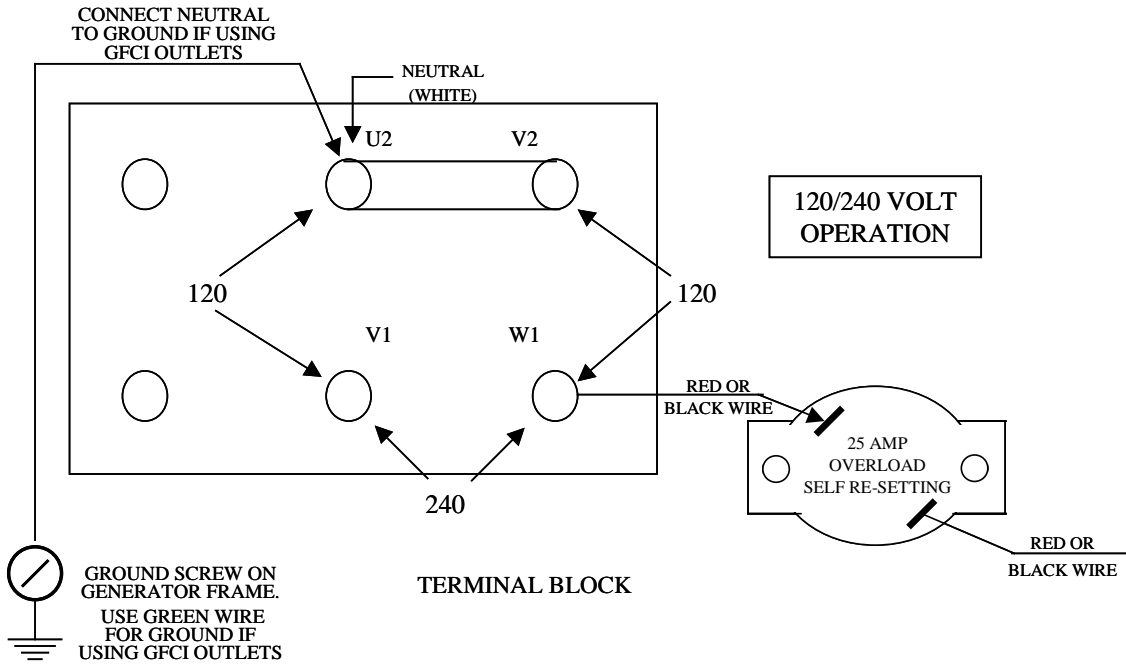 CONNECT NEUTRAL
TO GROUND IF USING
GFCI OUTLETS
NEUTRAL
(WHITE)
U2
V2
120/240 VOLT
OPERATION
120
120
V1
W1
RED OR
BLACK WIRE
25 AMP
OVERLOAD
SELF RE-SETTING
240
RED OR
BLACK WIRE
GROUND SCREW ON
GENERATOR FRAME.
USE GREEN WIRE
FOR GROUND IF
USING GFCI OUTLETS
TERMINAL BLOCK